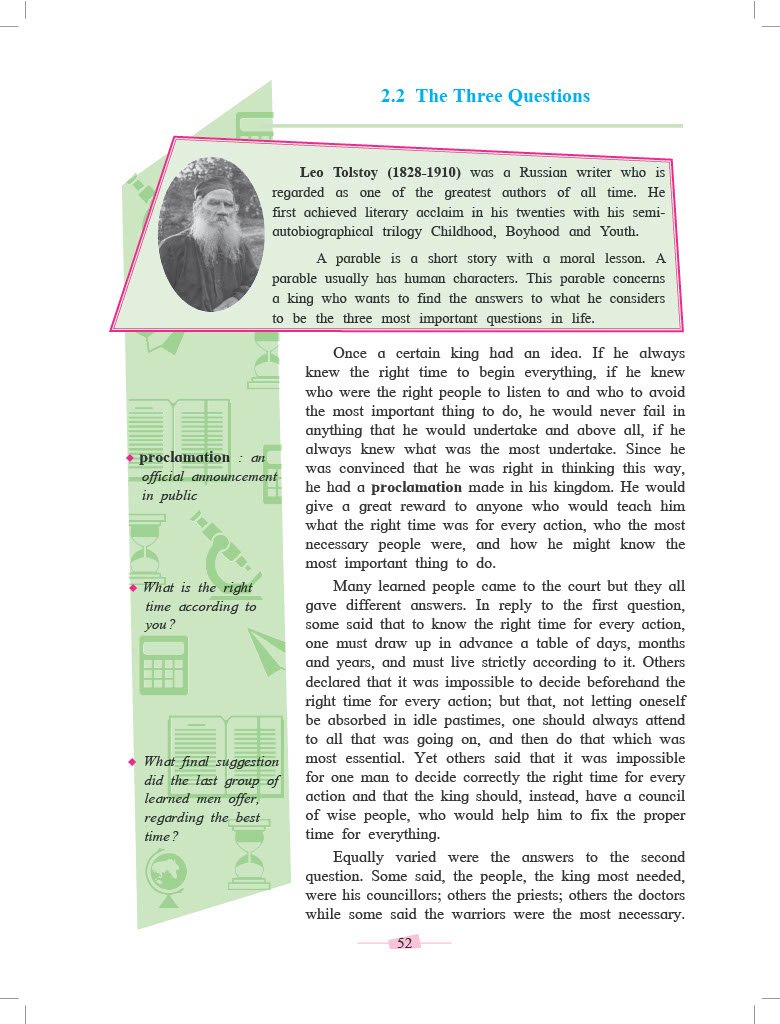 2.2 The Three Questions
Leo Tolstoy (1828-1910) was a Russian writer who is
regarded as one of the greatest authors of all time. He
first achieved literary acclaim in his twenties with his semi-
autobiographical trilogy Childhood, Boyhood and Youth.
A parable is a short story with a moral lesson. A
parable usually has human characters. This parable concerns
a king who wants to find the answers to what he considers
to be the three most important questions in life.
Once a certain king had an idea. If he always
knew the right time to begin everything, if he knew
who were the right people to listen to and who to avoid
the most important thing to do, he would never fail in
anything that he would undertake and above all, if he
always knew what was the most undertake. Since he
was convinced that he was right in thinking this way,
he had a proclamation made in his kingdom. He would
give a great reward to anyone who would teach him
what the right time was for every action, who the most
necessary people were, and how he might know the
most important thing to do.
◆ proclamation : an
official announcement
in public
Many learned people came to the court but they all
gave different answers. In reply to the first question,
some said that to know the right time for every action,
one must draw up in advance a table of days, months
and years, and must live strictly according to it. Others
declared that it was impossible to decide beforehand the
right time for every action; but that, not letting oneself
be absorbed in idle pastimes, one should always attend
to all that was going on, and then do that which was
most essential. Yet others said that it was impossible
for one man to decide correctly the right time for every
action and that the king should, instead, have a council
of wise people, who would help him to fix the proper
time for everything.
◆ What is the right
time according to
you?
◆ What final suggestion
did the last group of
learned men offer,
regarding the best
time?
Equally varied were the answers to the second
question. Some said, the people, the king most needed,
were his councillors; others the priests; others the doctors
while some said the warriors were the most necessary.
52